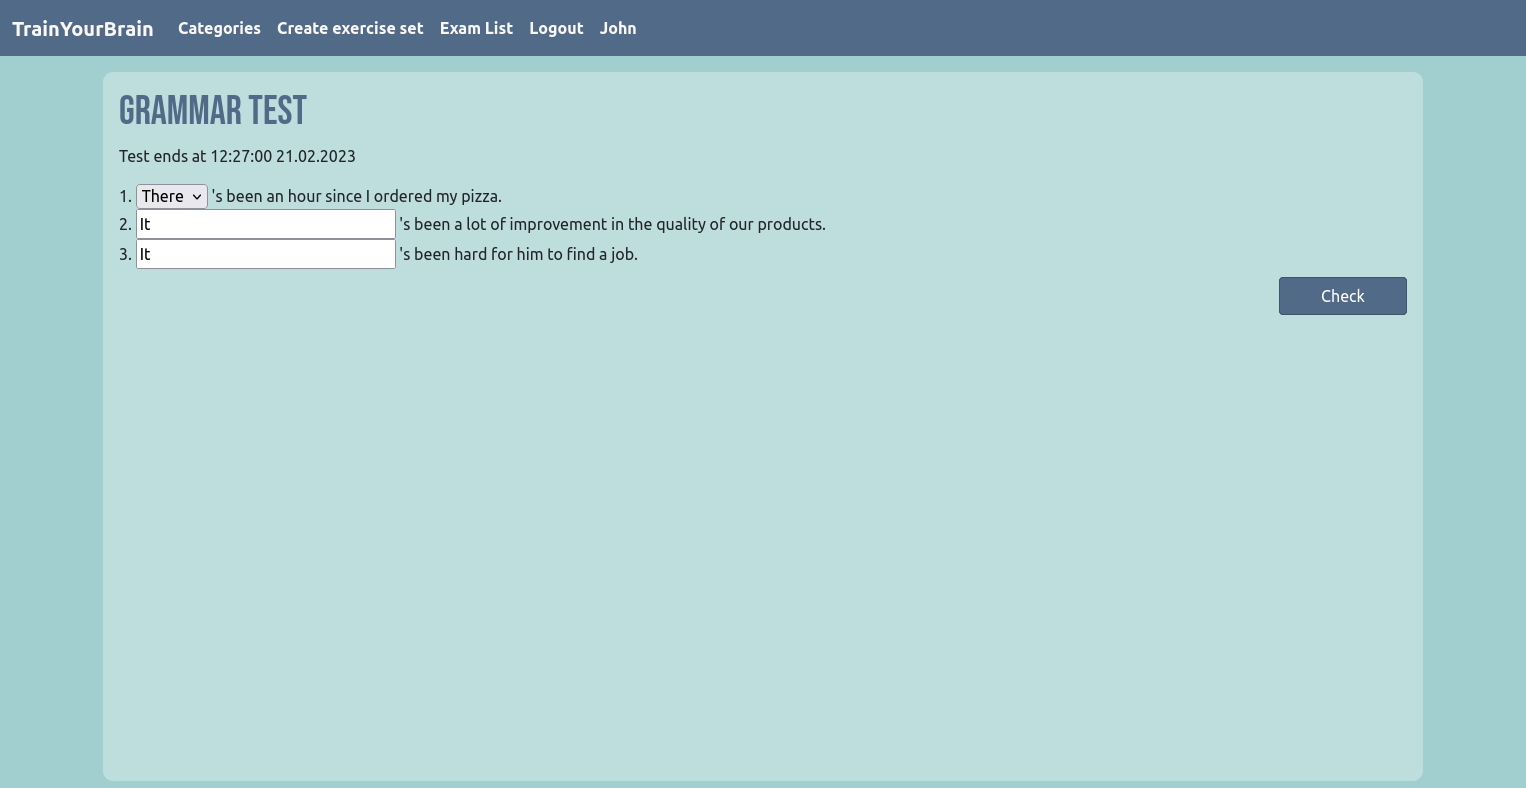 TrainYourBrain Categories Create exercise set Exam List Logout John
GRAMMAR TEST
Test ends at 12:27:00 21.02.2023
1. There 's been an hour since I ordered my pizza.
2. It 's been a lot of improvement in the quality of our products.
3. It 's been hard for him to find a job.
Check